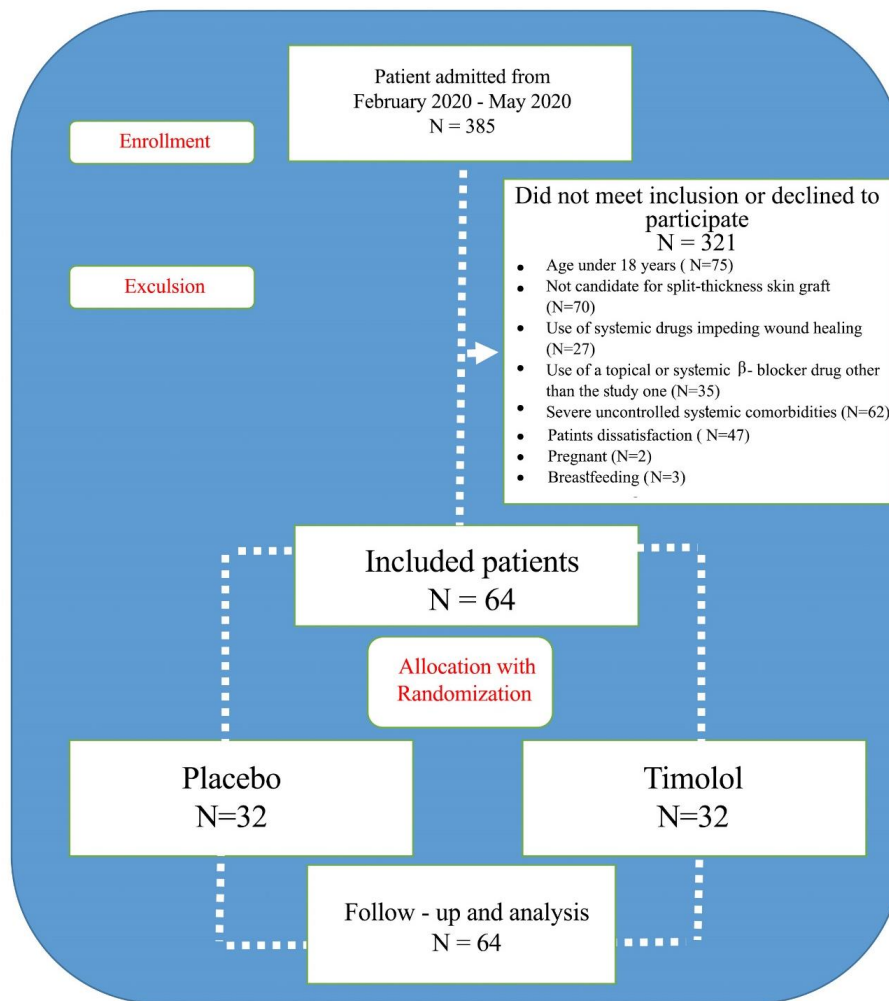 Patient admitted from
February 2020 - May 2020
N = 385
Enrollment
Did not meet inclusion or declined to
participate
N = 321
• Age under 18 years ( N=75)
• Not candidate for split-thickness skin graft
(N=70)
• Use of systemic drugs impeding wound healing
(N=27)
• Use of a topical or systemic β- blocker drug other
than the study one (N=35)
• Severe uncontrolled systemic comorbidities (N=62)
• Patints dissatisfaction ( N=47)
• Pregnant (N=2)
• Breastfeeding (N=3)
Exculsion
Included patients
N = 64
Allocation with
Randomization
Placebo
N=32
Timolol
N=32
Follow - up and analysis
N = 64